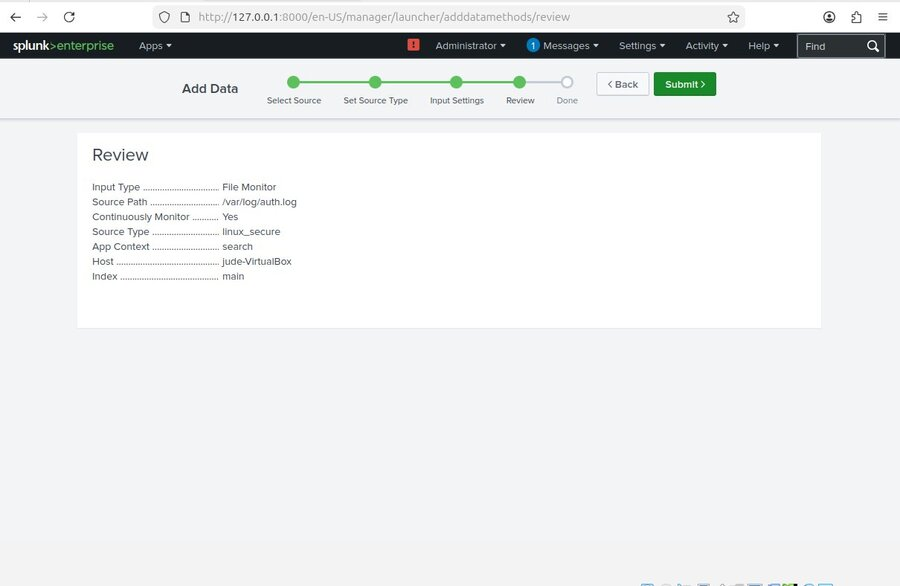 http://127.0.0.1:8000/en-US/manager/launcher/adddatamethods/review
splunk>enterprise Apps ! Administrator 1 Messages Settings Activity Help Find
Add Data Select Source Set Source Type Input Settings Review Done < Back Submit >
Review
Input Type ............................... File Monitor
Source Path ............................ /var/log/auth.log
Continuously Monitor ........... Yes
Source Type ........................... linux_secure
App Context ........................... search
Host .......................................... jude-VirtualBox
Index ........................................ main